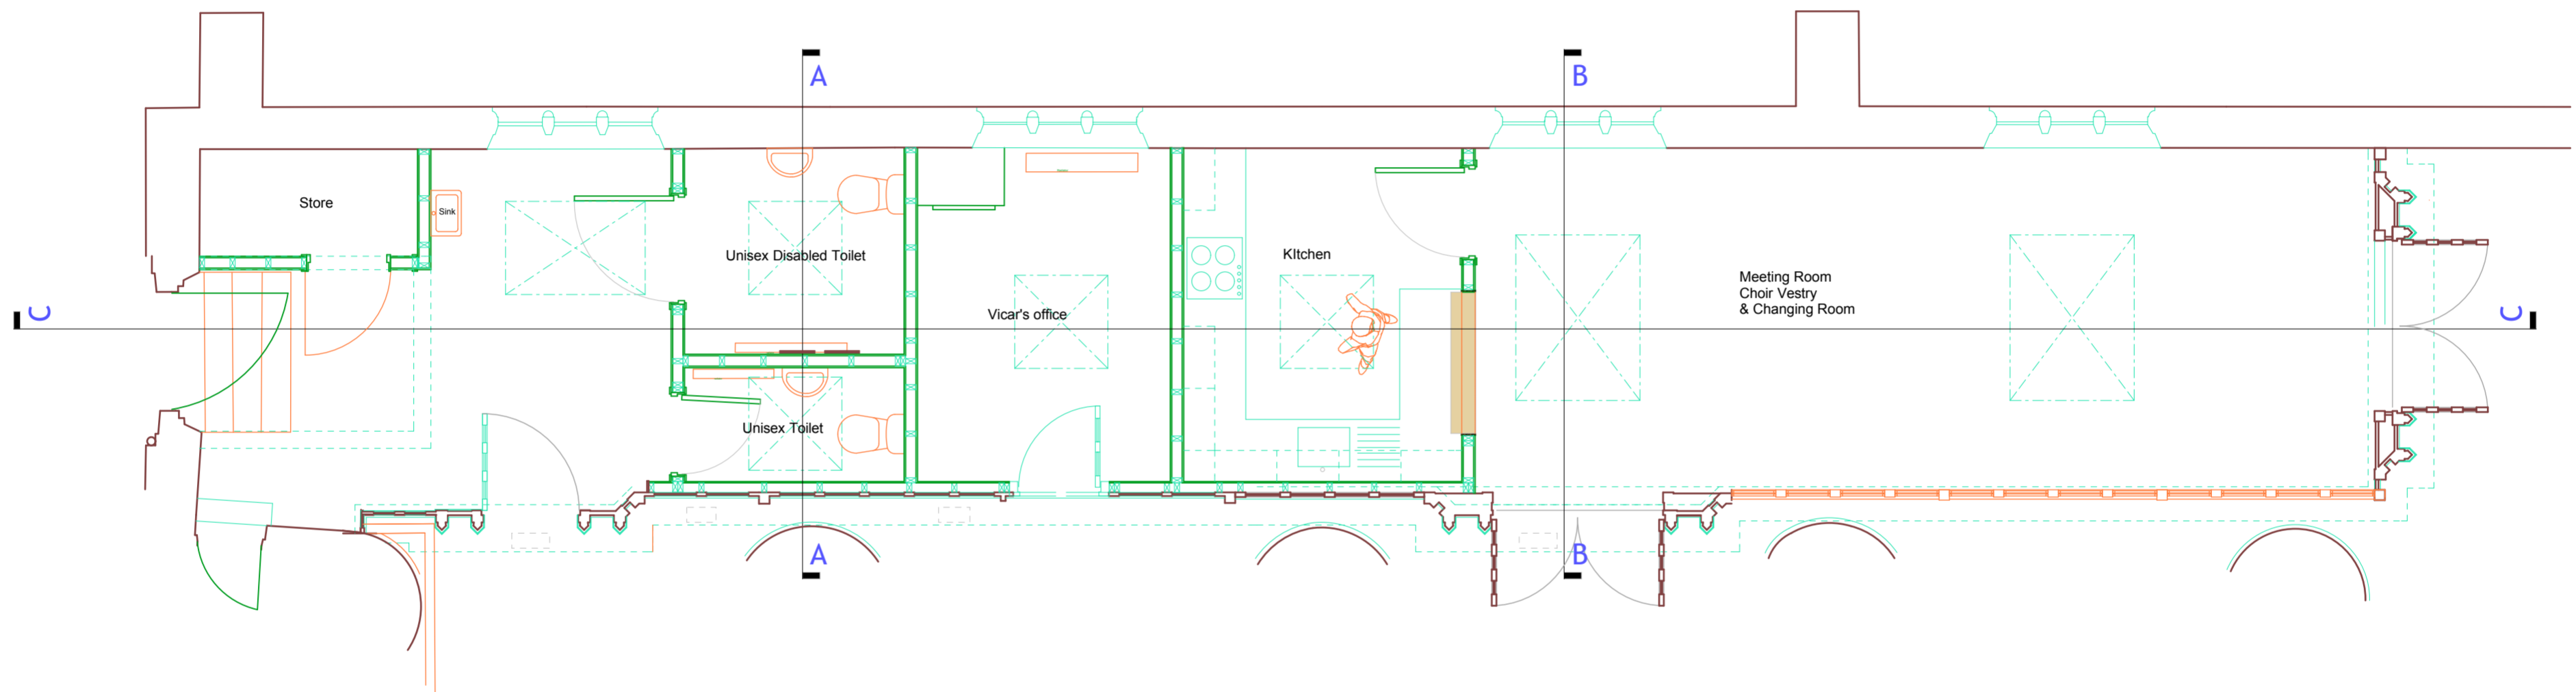 A
B
Store
Sink
Unisex Disabled Toilet
KItchen
Meeting Room
Choir Vestry
& Changing Room
C
Vicar's office
C
Unisex Toilet
A
B